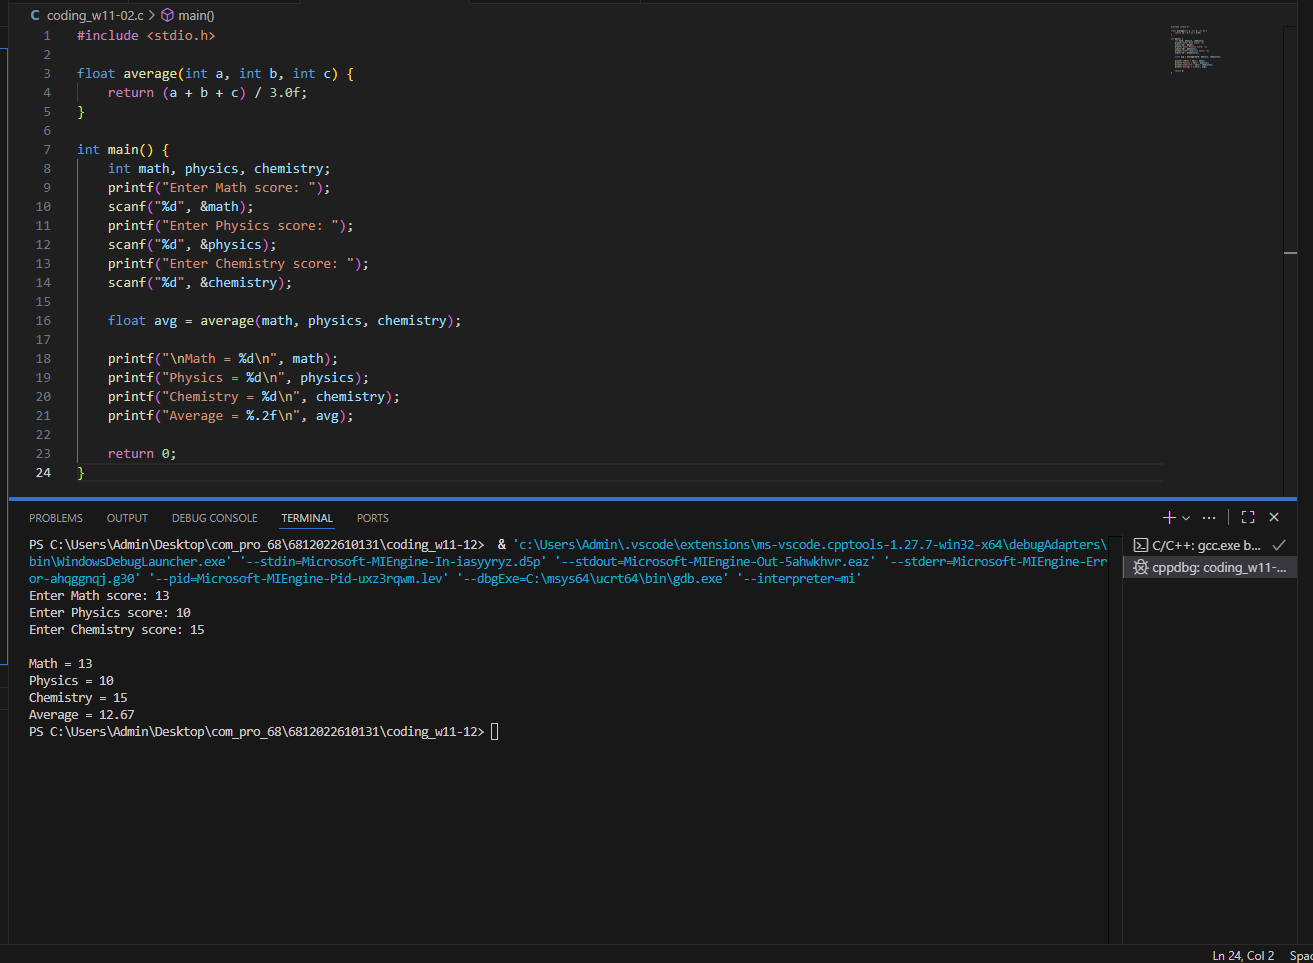 C coding_w11-02.c > main()
1 #include <stdio.h>
2
3 float average(int a, int b, int c) {
4 return (a + b + c) / 3.0f;
5 }
6
7 int main() {
8 int math, physics, chemistry;
9 printf("Enter Math score: ");
10 scanf("%d", &math);
11 printf("Enter Physics score: ");
12 scanf("%d", &physics);
13 printf("Enter Chemistry score: ");
14 scanf("%d", &chemistry);
15
16 float avg = average(math, physics, chemistry);
17
18 printf("\nMath = %d\n", math);
19 printf("Physics = %d\n", physics);
20 printf("Chemistry = %d\n", chemistry);
21 printf("Average = %.2f\n", avg);
22
23 return 0;
24 }
PROBLEMS OUTPUT DEBUG CONSOLE TERMINAL PORTS
PS C:\Users\Admin\Desktop\com_pro_68\6812022610131\coding_w11-12> & 'c:\Users\Admin\.vscode\extensions\ms-vscode.cpptools-1.27.7-win32-x64\debugAdapters\
bin\WindowsDebugLauncher.exe' '--stdin=Microsoft-MIEngine-In-iasyyryz.d5p' '--stdout=Microsoft-MIEngine-Out-5ahwkhvr.eaz' '--stderr=Microsoft-MIEngine-Err
or-ahqggnqj.g30' '--pid=Microsoft-MIEngine-Pid-uxz3rqwm.lev' '--dbgExe=C:\msys64\ucrt64\bin\gdb.exe' '--interpreter=mi'
Enter Math score: 13
Enter Physics score: 10
Enter Chemistry score: 15

Math = 13
Physics = 10
Chemistry = 15
Average = 12.67
PS C:\Users\Admin\Desktop\com_pro_68\6812022610131\coding_w11-12>
C/C++: gcc.exe b...
cppdbg: coding_w11-...
Ln 24, Col 2 Spac